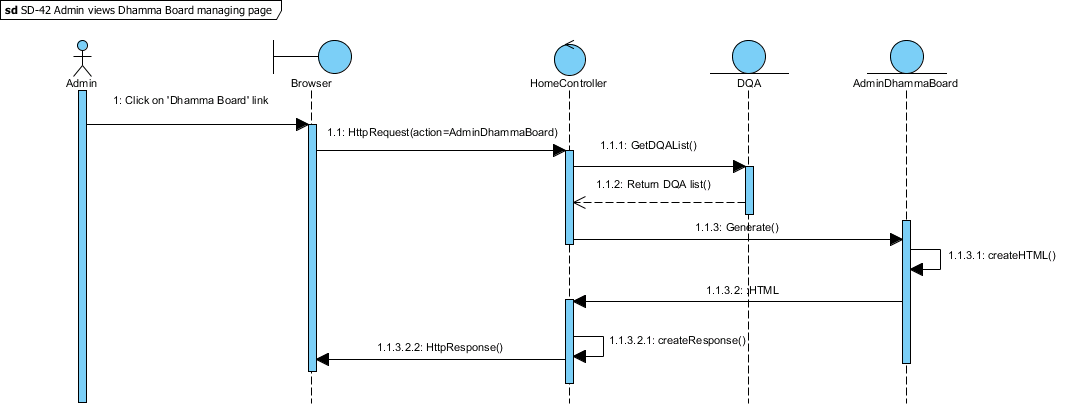 sd SD-42 Admin views Dhamma Board managing page
Admin
Browser
HomeController
DQA
AdminDhammaBoard
1: Click on 'Dhamma Board' link
1.1: HttpRequest(action=AdminDhammaBoard)
1.1.1: GetDQAList()
1.1.2: Return DQA list()
1.1.3: Generate()
1.1.3.1: createHTML()
1.1.3.2: HTML
1.1.3.2.1: createResponse()
1.1.3.2.2: HttpResponse()